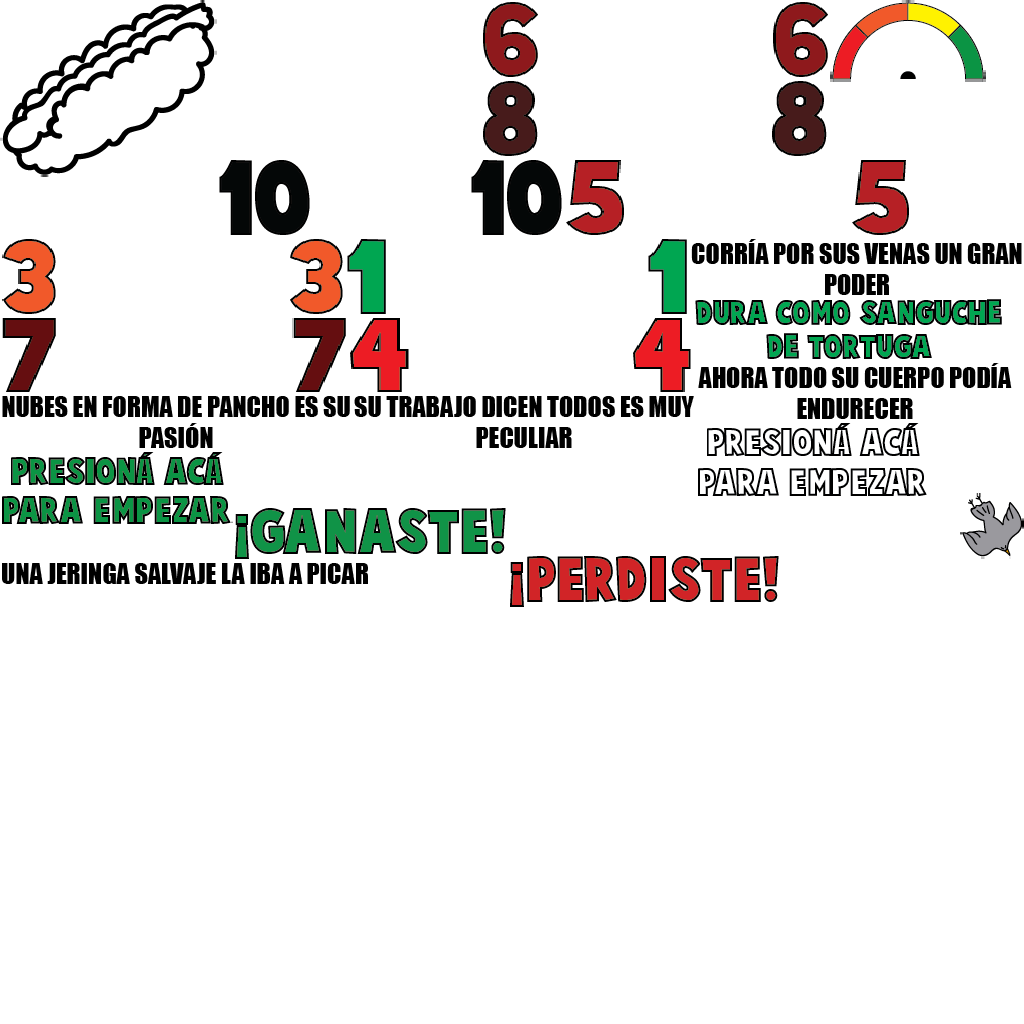 6 6
8 8
10 10 5 5
3 3 1 1
CORRÍA POR SUS VENAS UN GRAN
PODER
DURA COMO SANGUCHE
DE TORTUGA
7 7 4 4
AHORA TODO SU CUERPO PODÍA
ENDURECER
NUBES EN FORMA DE PANCHO ES SU
PASIÓN
SU TRABAJO DICEN TODOS ES MUY
PECULIAR
PRESIONÁ ACÁ
PARA EMPEZAR
PRESIONÁ ACÁ
PARA EMPEZAR
¡GANASTE!
UNA JERINGA SALVAJE LA IBA A PICAR
¡PERDISTE!